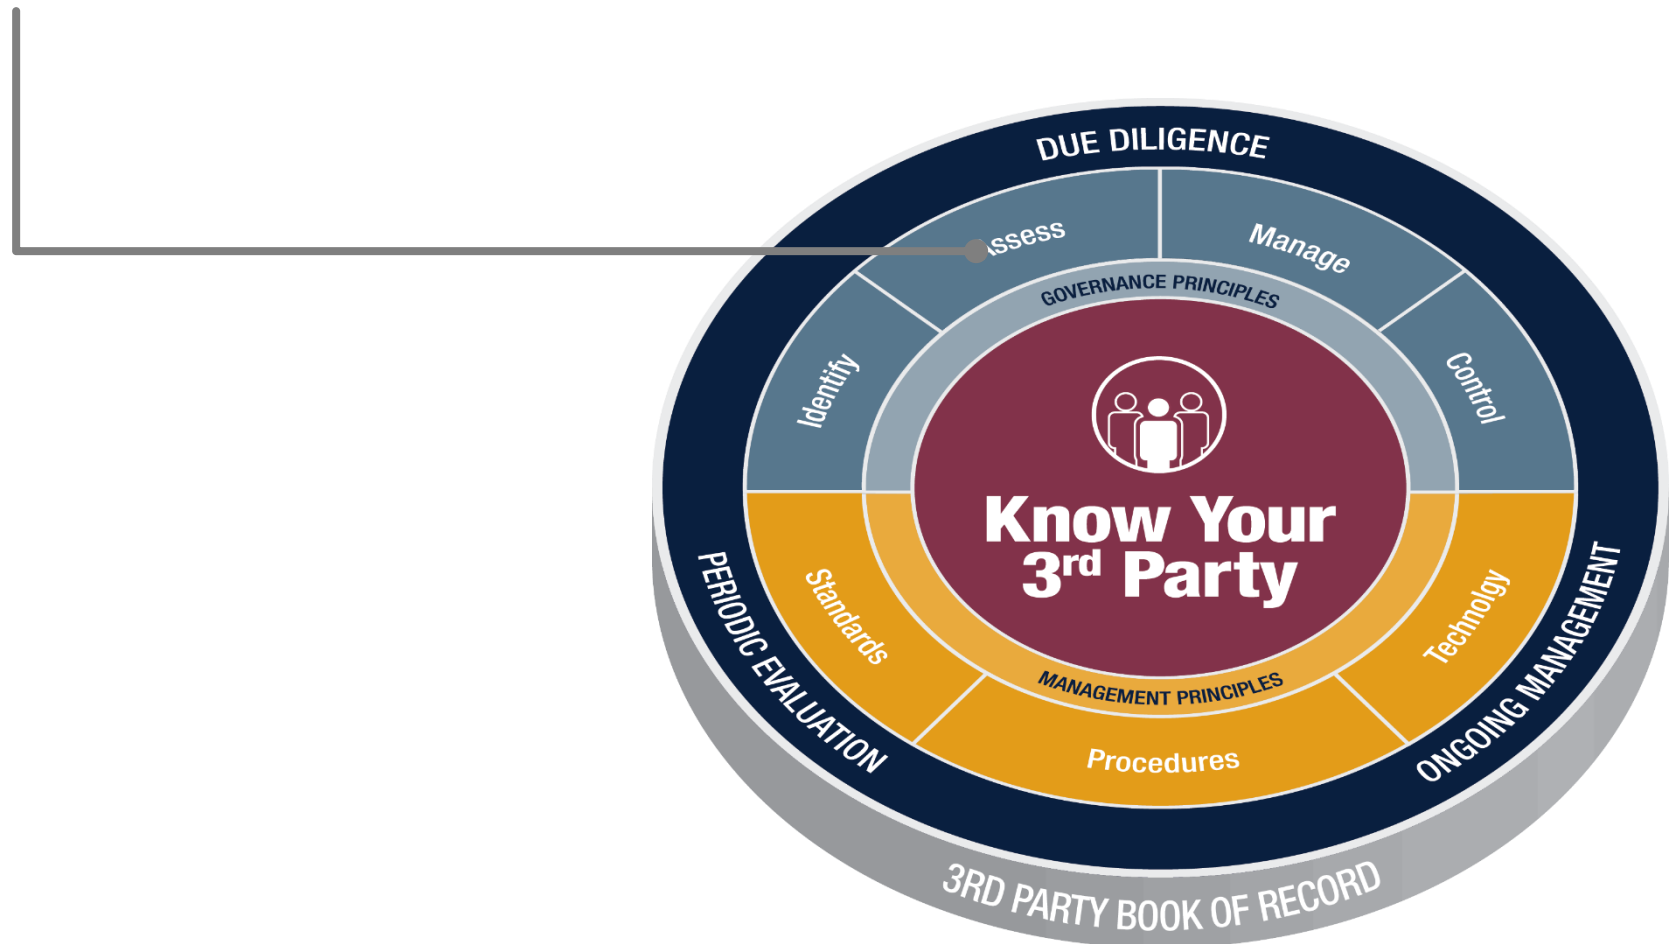 DUE DILIGENCE
Assess
Manage
GOVERNANCE PRINCIPLES
Identify
Control
Know Your
3rd Party
Standards
Technolgy
MANAGEMENT PRINCIPLES
Procedures
PERIODIC EVALUATION
ONGOING MANAGEMENT
3RD PARTY BOOK OF RECORD